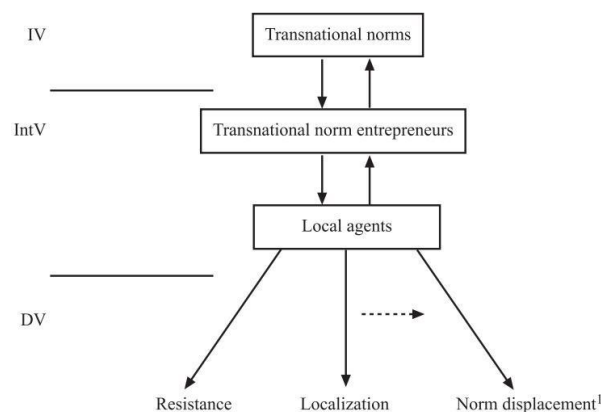 IV
Transnational norms
IntV
Transnational norm entrepreneurs
Local agents
DV
Resistance
Localization
Norm displacement¹